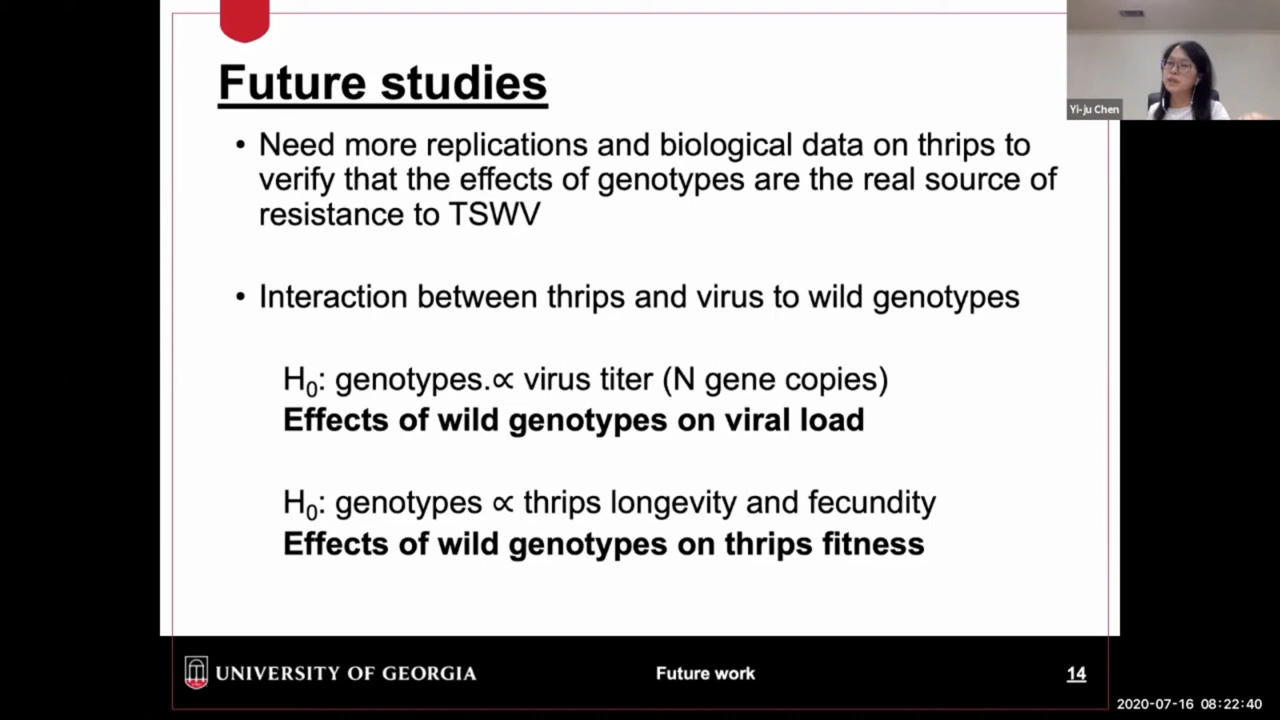 Future studies
Yi-ju Chen
• Need more replications and biological data on thrips to
verify that the effects of genotypes are the real source of
resistance to TSWV
• Interaction between thrips and virus to wild genotypes
H₀: genotypes.∝ virus titer (N gene copies)
Effects of wild genotypes on viral load
H₀: genotypes ∝ thrips longevity and fecundity
Effects of wild genotypes on thrips fitness
UNIVERSITY OF GEORGIA
Future work
14
2020-07-16 08:22:40